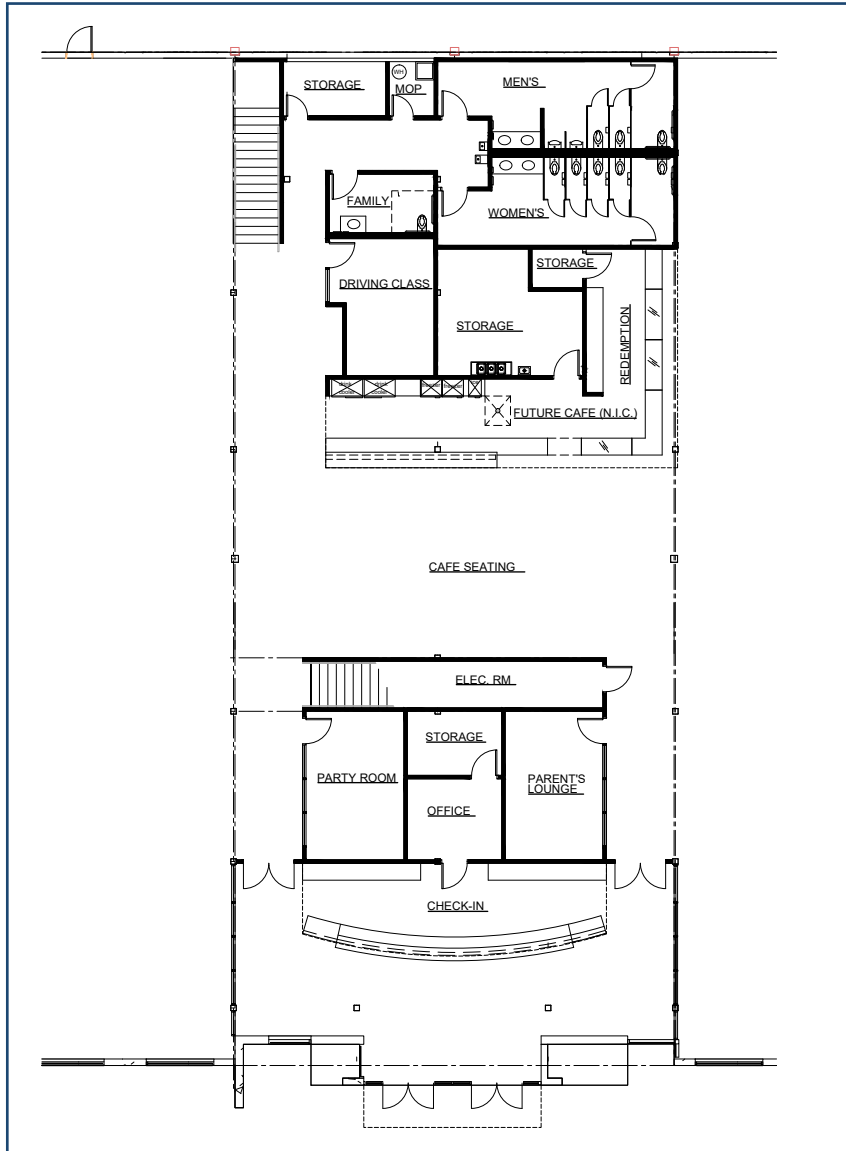 STORAGE
WH
MOP
MEN'S
FAMILY
WOMEN'S
DRIVING CLASS
STORAGE
STORAGE
REDEMPTION
FUTURE CAFE (N.I.C.)
CAFE SEATING
ELEC. RM
STORAGE
PARTY ROOM
PARENT'S
LOUNGE
OFFICE
CHECK-IN